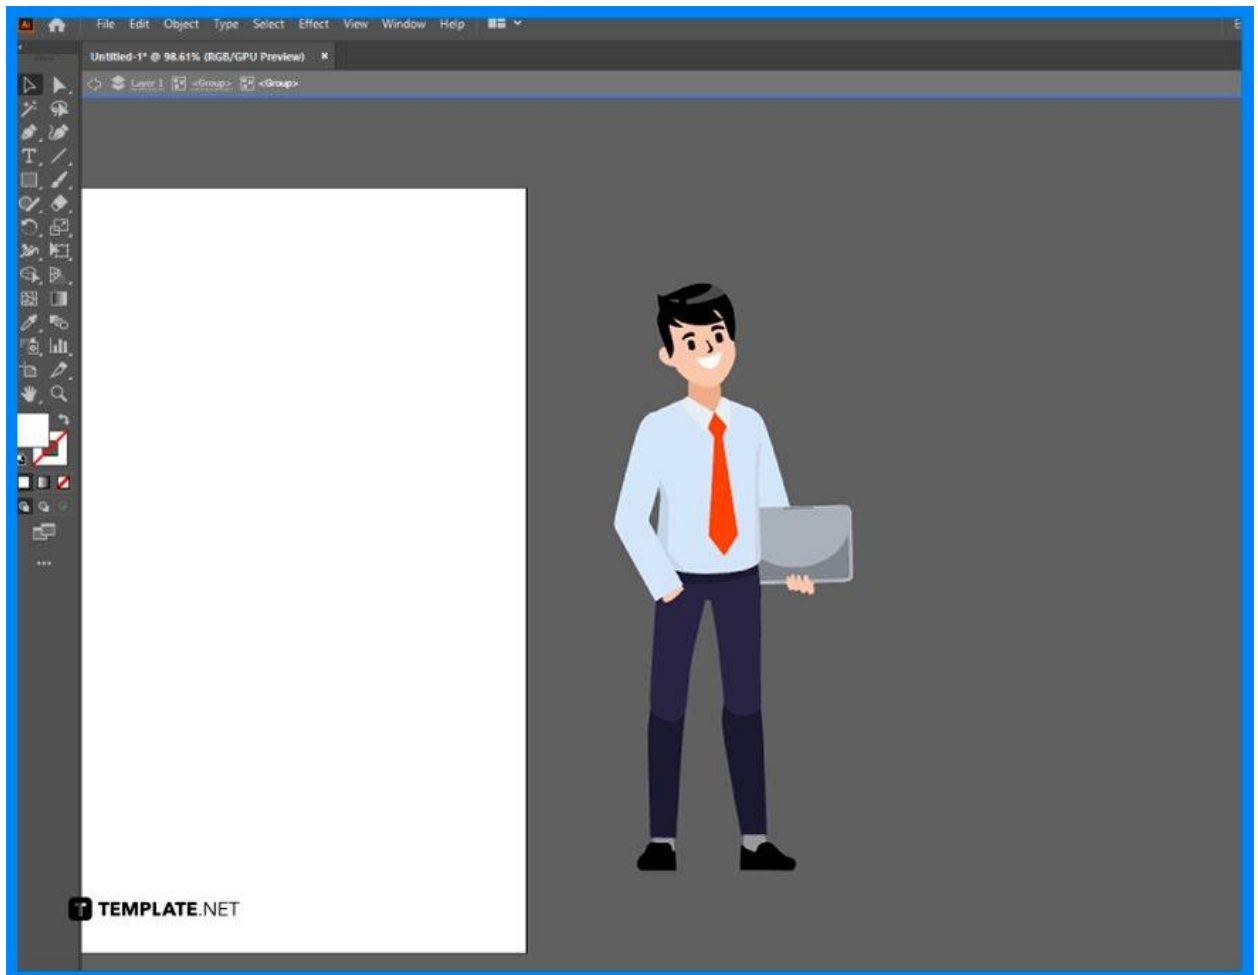 Ai File Edit Object Type Select Effect View Window Help
Untitled-1* @ 98.61% (RGB/GPU Preview) ×
Layer 1 <Group> <Group>
TEMPLATE.NET